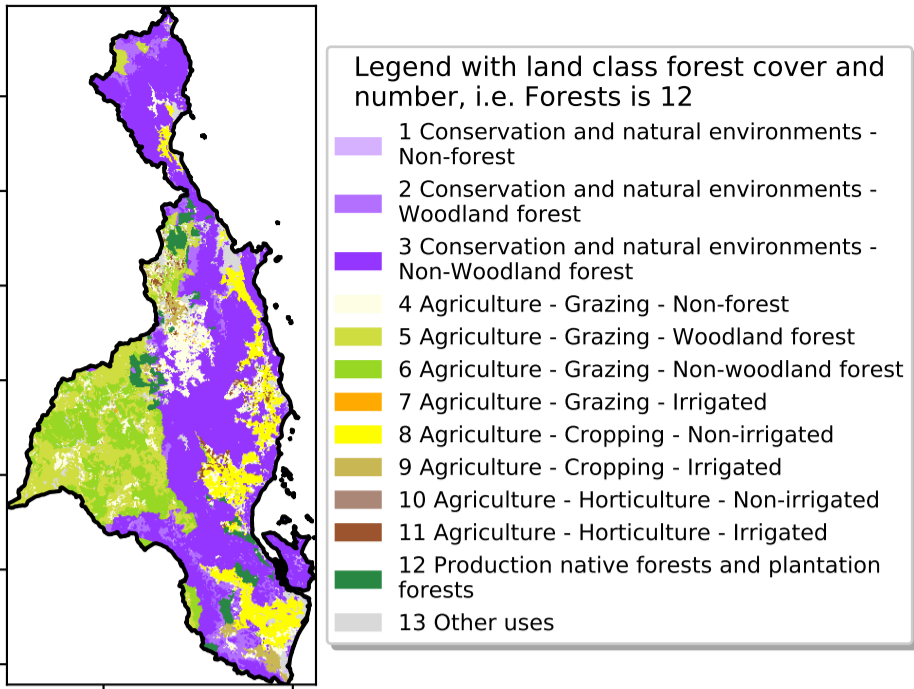 Legend with land class forest cover and
number, i.e. Forests is 12
1 Conservation and natural environments -
Non-forest
2 Conservation and natural environments -
Woodland forest
3 Conservation and natural environments -
Non-Woodland forest
4 Agriculture - Grazing - Non-forest
5 Agriculture - Grazing - Woodland forest
6 Agriculture - Grazing - Non-woodland forest
7 Agriculture - Grazing - Irrigated
8 Agriculture - Cropping - Non-irrigated
9 Agriculture - Cropping - Irrigated
10 Agriculture - Horticulture - Non-irrigated
11 Agriculture - Horticulture - Irrigated
12 Production native forests and plantation
forests
13 Other uses